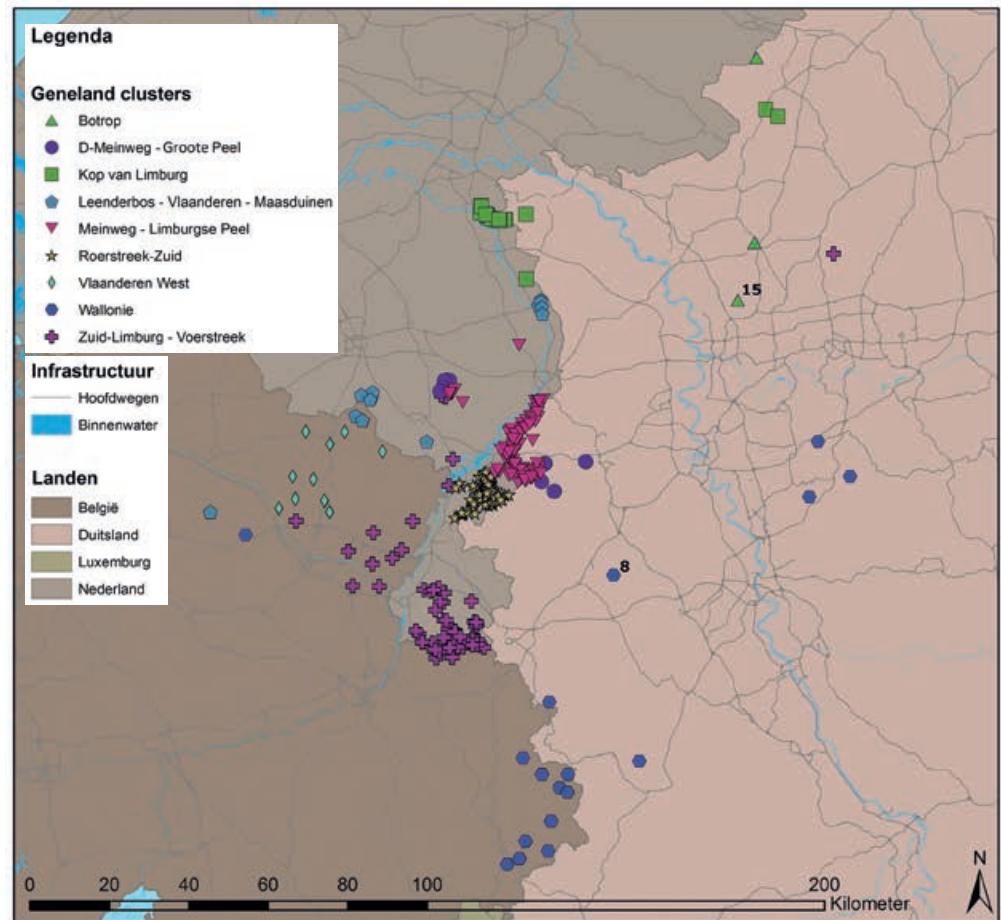 Legenda
Geneland clusters
Botrop
D-Meinweg - Groote Peel
Kop van Limburg
Leenderbos - Vlaanderen - Maasduinen
Meinweg - Limburgse Peel
Roerstreek-Zuid
Vlaanderen West
Wallonie
Zuid-Limburg - Voerstreek
Infrastructuur
Hoofdwegen
Binnenwater
Landen
België
Duitsland
Luxemburg
Nederland
15
8
N
0 20 40 60 80 100 200
Kilometer